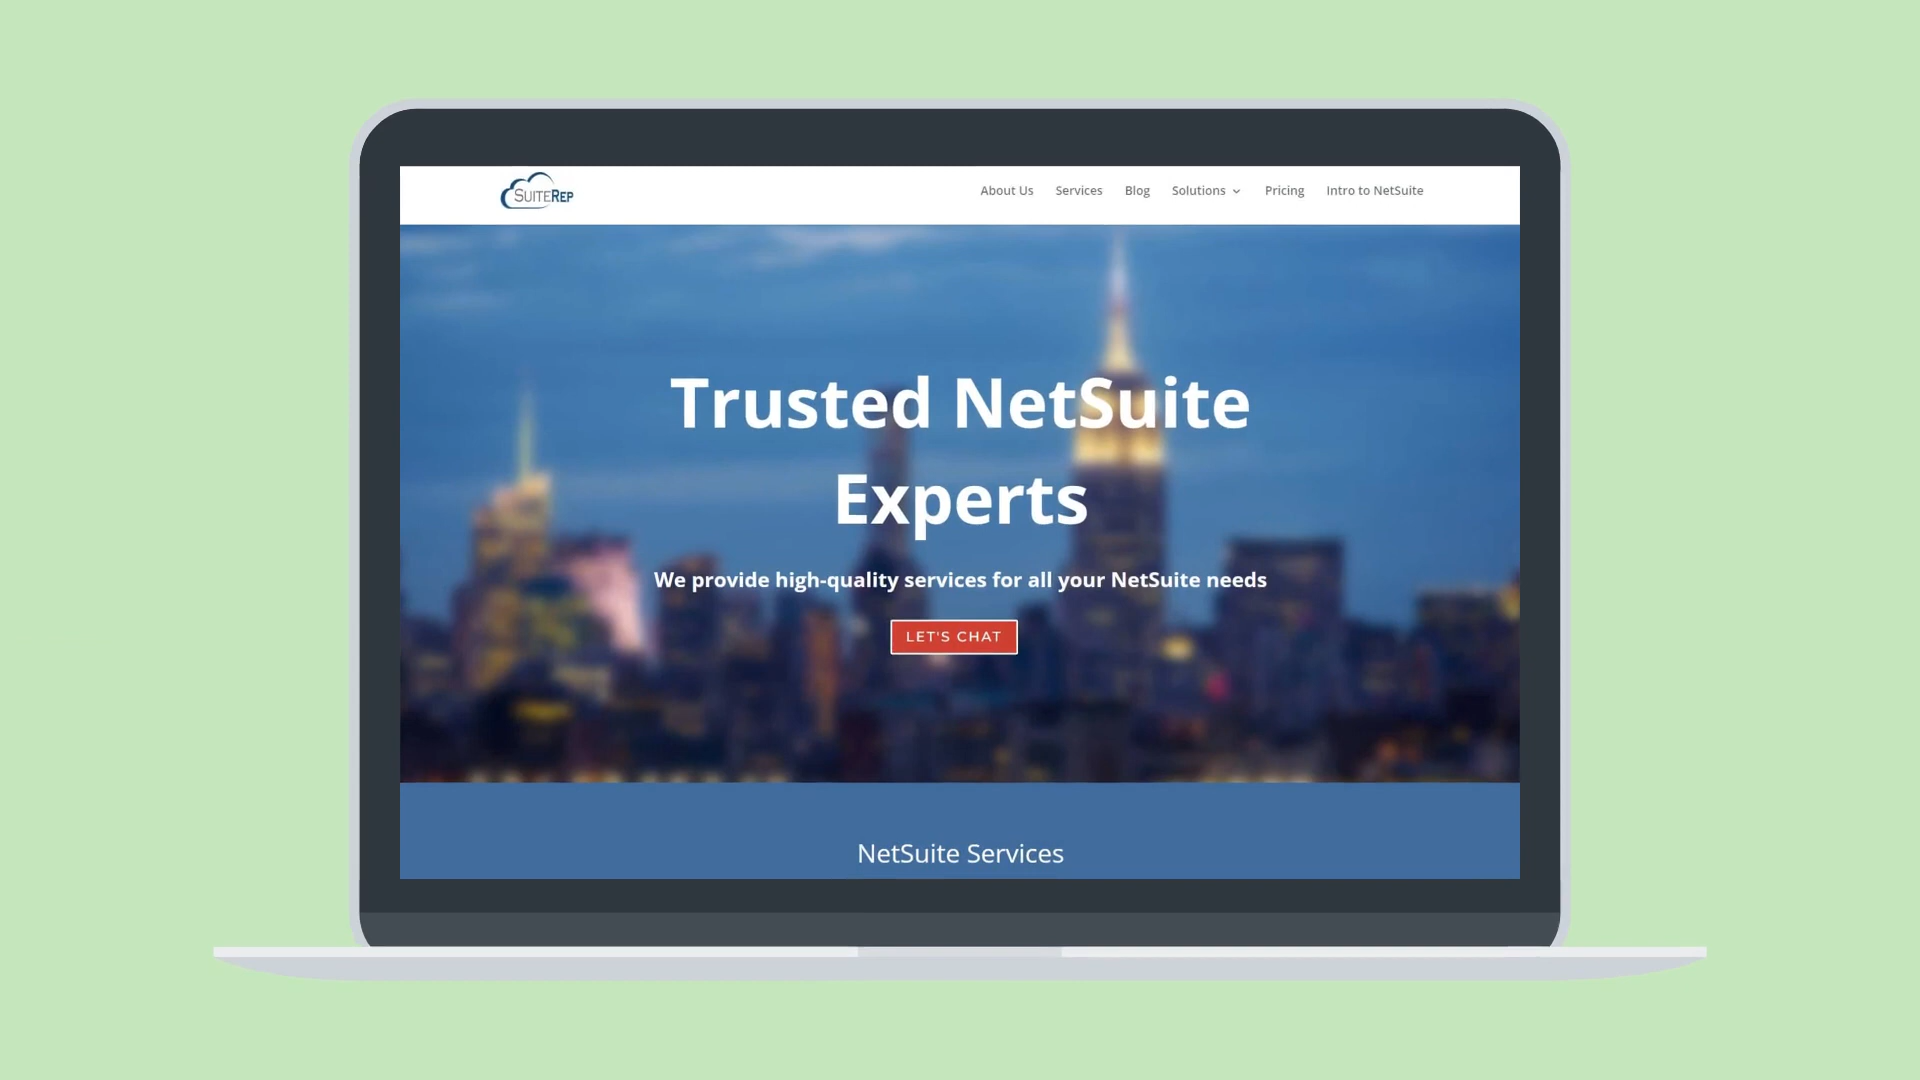 SUITEREP
About Us Services Blog Solutions Pricing Intro to NetSuite
Trusted NetSuite
Experts
We provide high-quality services for all your NetSuite needs
LET'S CHAT
NetSuite Services